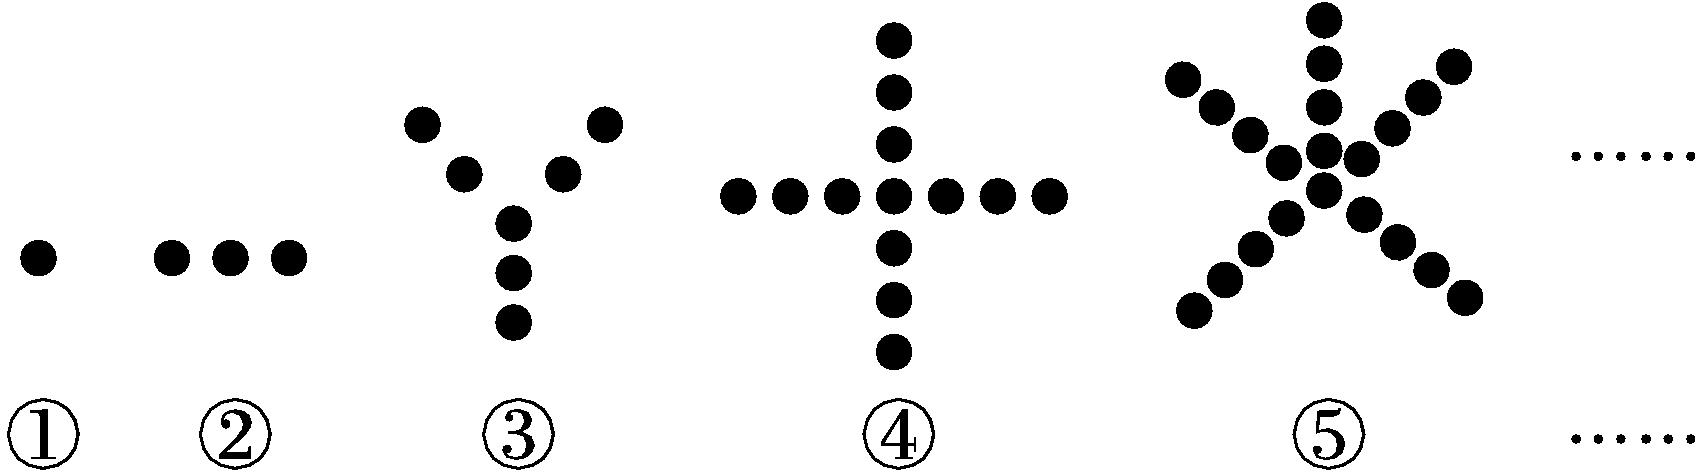 ……
① ② ③ ④ ⑤ ……